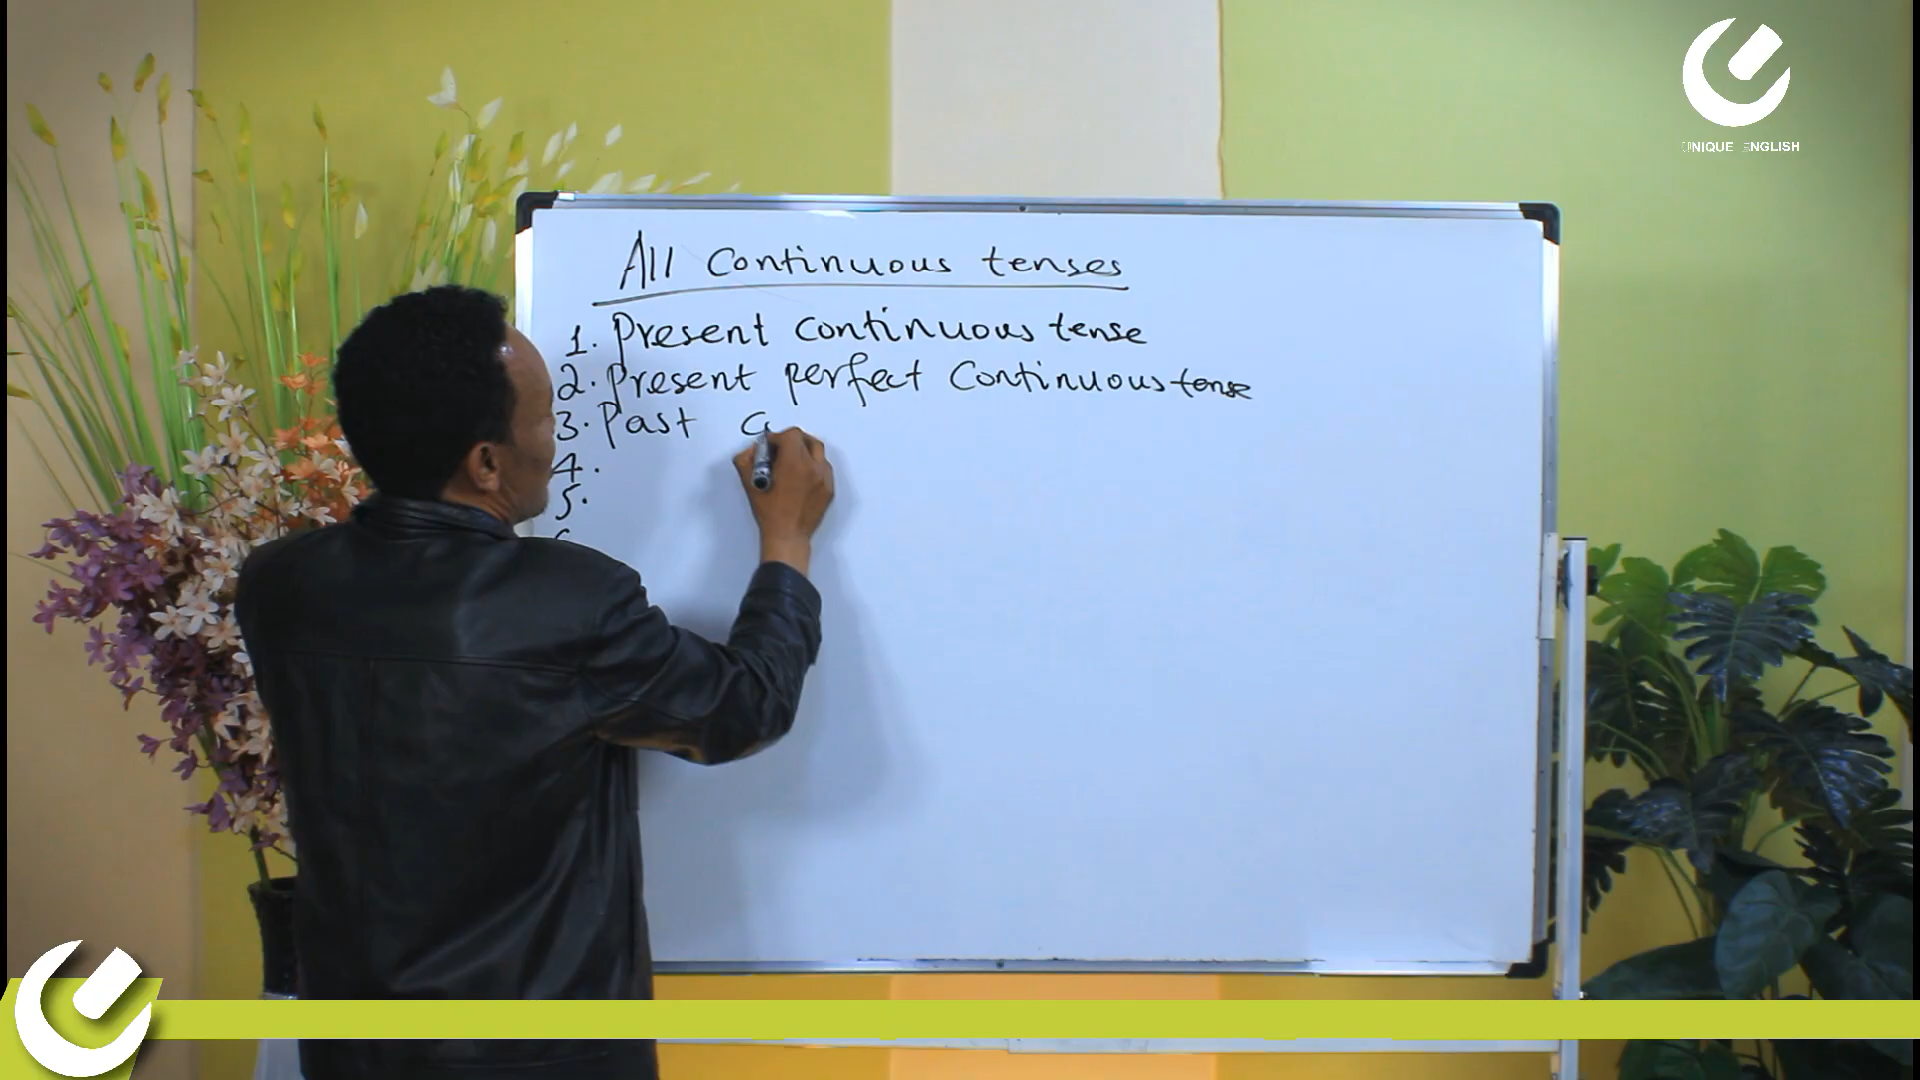 UNIQUE ENGLISH
All Continuous tenses
1. Present continuous tense
2. Present perfect Continuous tense
3. Past
4.
5.